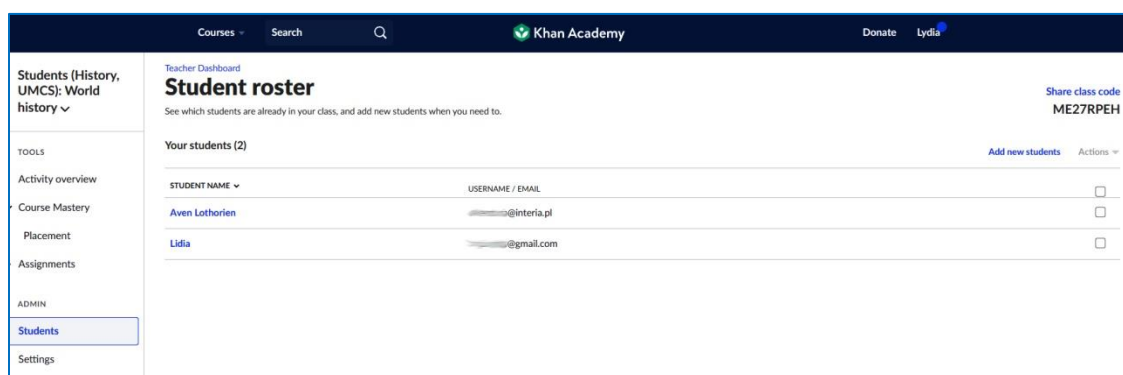 Courses Search Khan Academy Donate Lydia
Students (History, UMCS): World history
Teacher Dashboard
Student roster
See which students are already in your class, and add new students when you need to.
Share class code
ME27RPEH
TOOLS
Activity overview
Course Mastery
Placement
Assignments
ADMIN
Students
Settings
Your students (2)
Add new students Actions
STUDENT NAME USERNAME / EMAIL
Aven Lothorien @interia.pl
Lidia @gmail.com